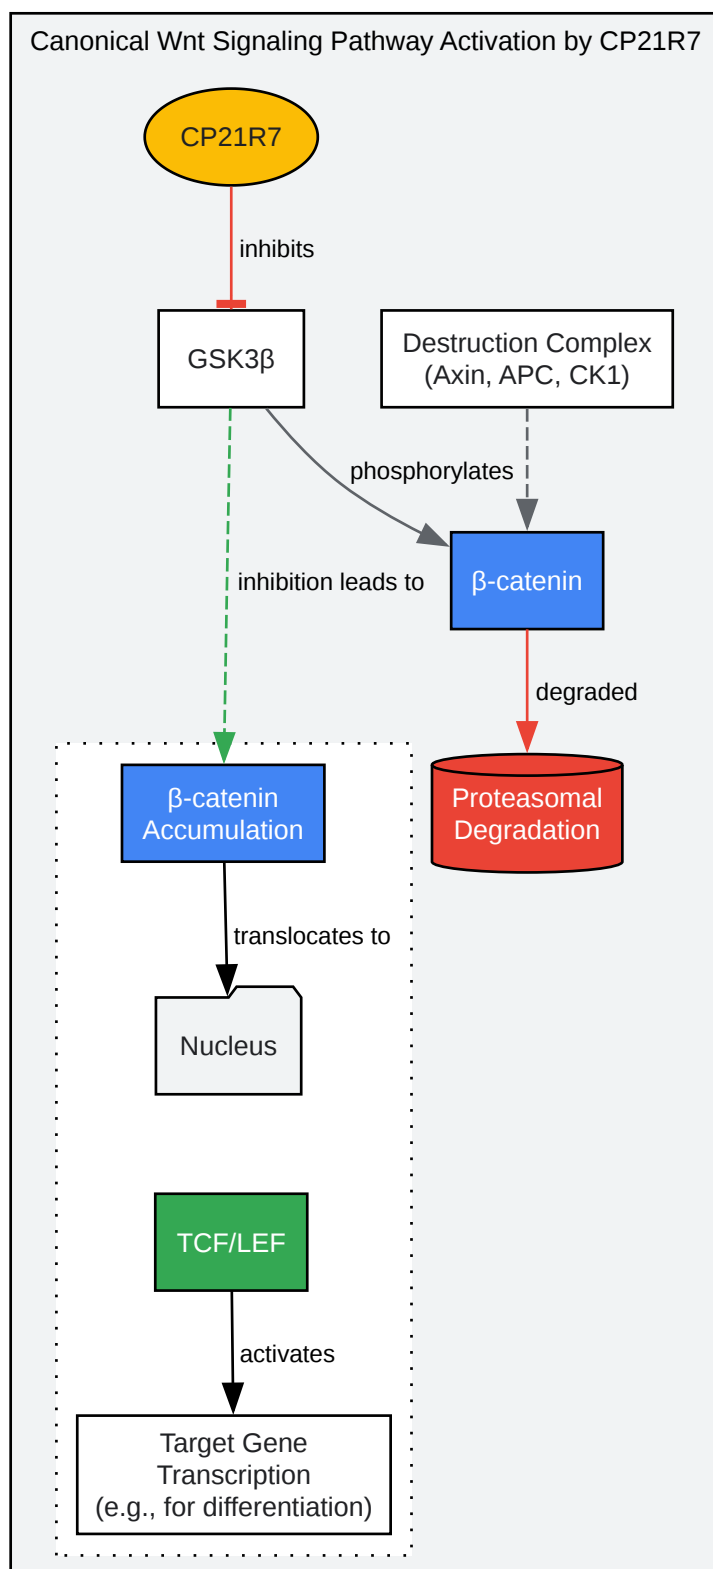 Canonical Wnt Signaling Pathway Activation by CP21R7
CP21R7
inhibits
GSK3β
Destruction Complex
(Axin, APC, CK1)
phosphorylates
β-catenin
inhibition leads to
degraded
β-catenin
Accumulation
Proteasomal
Degradation
translocates to
Nucleus
TCF/LEF
activates
Target Gene
Transcription
(e.g., for differentiation)